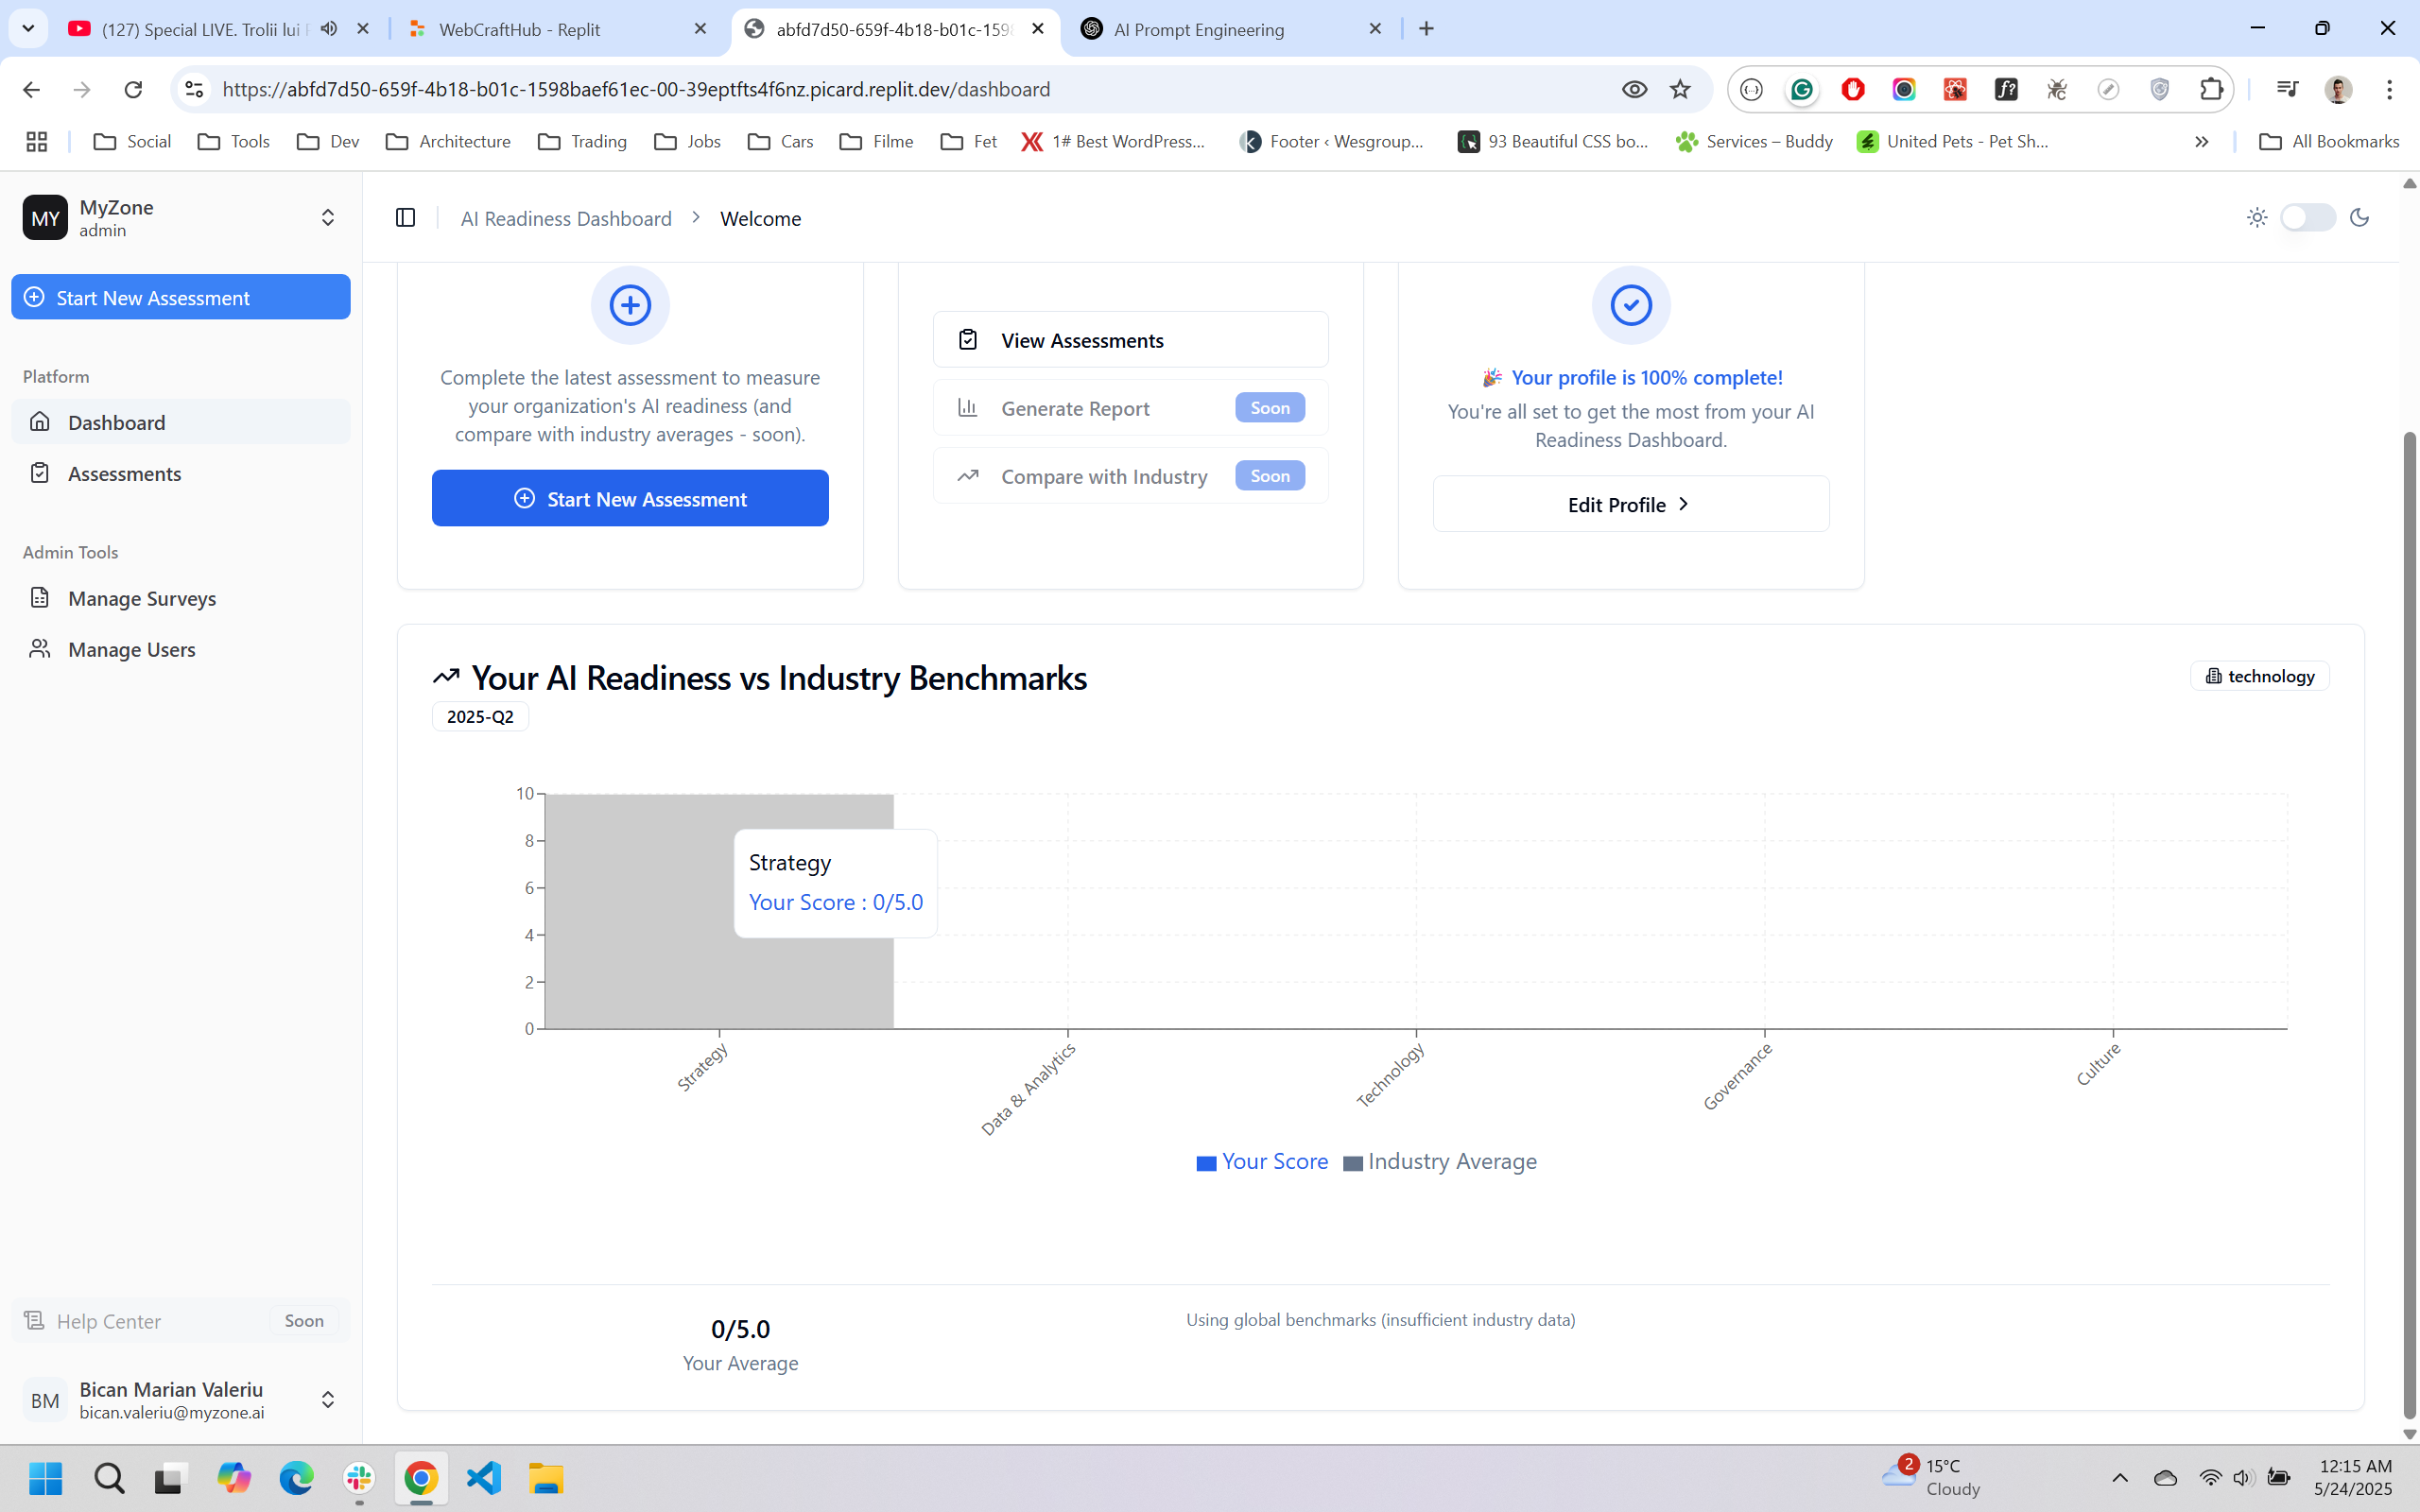 (127) Special LIVE. Trolii lui
WebCraftHub - Replit
abfd7d50-659f-4b18-b01c-159
AI Prompt Engineering
https://abfd7d50-659f-4b18-b01c-1598baef61ec-00-39eptfts4f6nz.picard.replit.dev/dashboard
Social
Tools
Dev
Architecture
Trading
Jobs
Cars
Filme
Fet
1# Best WordPress...
Footer ‹ Wesgroup...
93 Beautiful CSS bo...
Services – Buddy
United Pets - Pet Sh...
All Bookmarks
MY
MyZone
admin
AI Readiness Dashboard
Welcome
Start New Assessment
Platform
Dashboard
Assessments
Admin Tools
Manage Surveys
Manage Users
Complete the latest assessment to measure
your organization's AI readiness (and
compare with industry averages - soon).
Start New Assessment
View Assessments
Generate Report
Soon
Compare with Industry
Soon
Your profile is 100% complete!
You're all set to get the most from your AI
Readiness Dashboard.
Edit Profile
Your AI Readiness vs Industry Benchmarks
2025-Q2
technology
10
8
6
4
2
0
Strategy
Your Score : 0/5.0
Strategy
Data & Analytics
Technology
Governance
Culture
Your Score
Industry Average
0/5.0
Your Average
Using global benchmarks (insufficient industry data)
Help Center
Soon
BM
Bican Marian Valeriu
bican.valeriu@myzone.ai
2
15°C
Cloudy
12:15 AM
5/24/2025